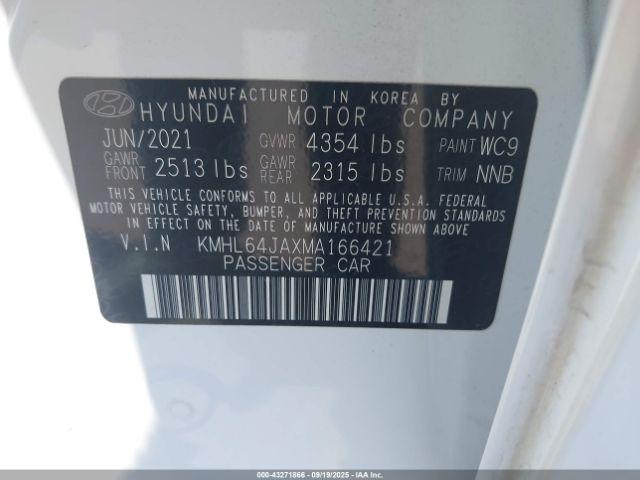 MANUFACTURED IN KOREA BY
HYUNDAI MOTOR COMPANY
JUN/2021 GVWR 4354 lbs PAINT WC9
GAWR FRONT 2513 lbs GAWR REAR 2315 lbs TRIM NNB
THIS VEHICLE CONFORMS TO ALL APPLICABLE U.S.A. FEDERAL
MOTOR VEHICLE SAFETY, BUMPER, AND THEFT PREVENTION STANDARDS
IN EFFECT ON THE DATE OF MANUFACTURE SHOWN ABOVE.
V.I.N KMHL64JAXMA166421
PASSENGER CAR
000-43271866 - 09/19/2025 - IAA, Inc.